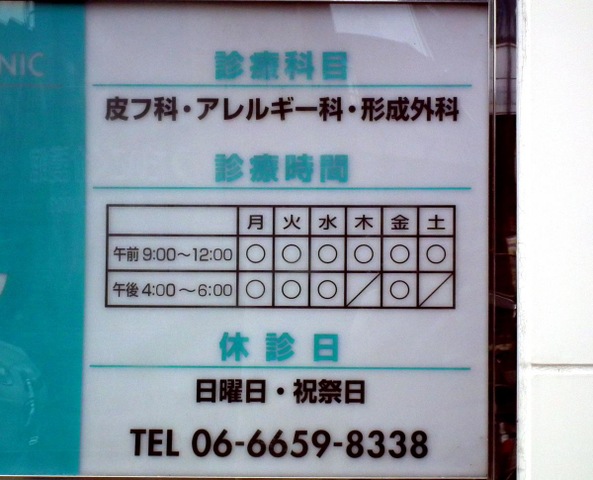 NIC
診療科目
皮フ科・アレルギー科・形成外科
診療時間
月 火 水 木 金 土
午前 9:00～12:00 ○ ○ ○ ○ ○ ○
午後 4:00～6:00 ○ ○ ○ ／ ○ ／
休診日
日曜日・祝祭日
TEL 06-6659-8338